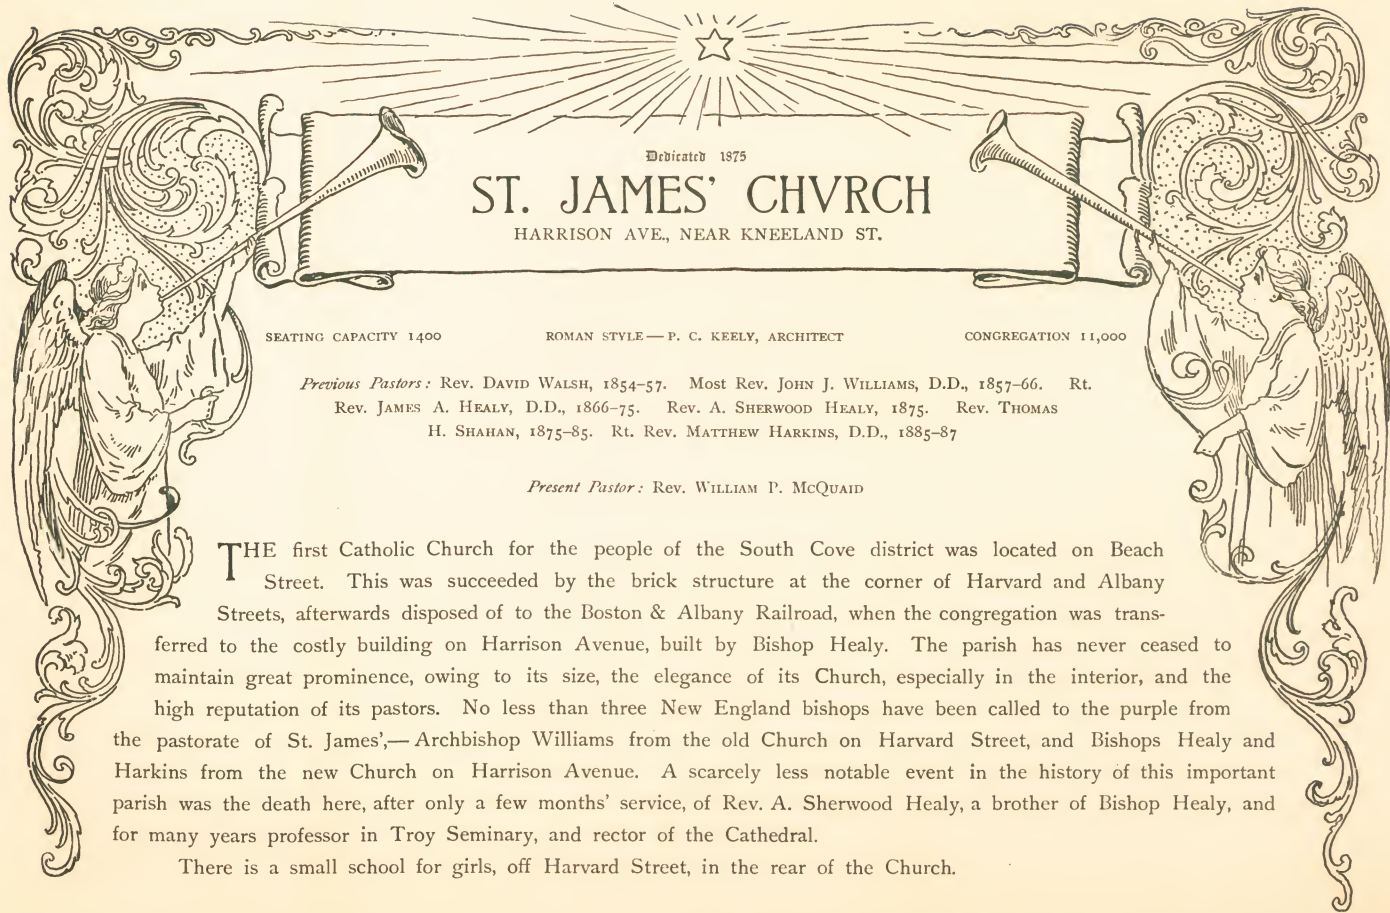 Dedicated 1875
ST. JAMES' CHVRCH
HARRISON AVE., NEAR KNEELAND ST.
SEATING CAPACITY 1400 ROMAN STYLE — P. C. KEELY, ARCHITECT CONGREGATION 11,000
Previous Pastors: Rev. David Walsh, 1854–57. Most Rev. John J. Williams, D.D., 1857–66. Rt.
Rev. James A. Healy, D.D., 1866–75. Rev. A. Sherwood Healy, 1875. Rev. Thomas
H. Shahan, 1875–85. Rt. Rev. Matthew Harkins, D.D., 1885–87
Present Pastor: Rev. William P. McQuaid
THE first Catholic Church for the people of the South Cove district was located on Beach
Street. This was succeeded by the brick structure at the corner of Harvard and Albany
Streets, afterwards disposed of to the Boston & Albany Railroad, when the congregation was trans-
ferred to the costly building on Harrison Avenue, built by Bishop Healy. The parish has never ceased to
maintain great prominence, owing to its size, the elegance of its Church, especially in the interior, and the
high reputation of its pastors. No less than three New England bishops have been called to the purple from
the pastorate of St. James',— Archbishop Williams from the old Church on Harvard Street, and Bishops Healy and
Harkins from the new Church on Harrison Avenue. A scarcely less notable event in the history of this important
parish was the death here, after only a few months' service, of Rev. A. Sherwood Healy, a brother of Bishop Healy, and
for many years professor in Troy Seminary, and rector of the Cathedral.
There is a small school for girls, off Harvard Street, in the rear of the Church.